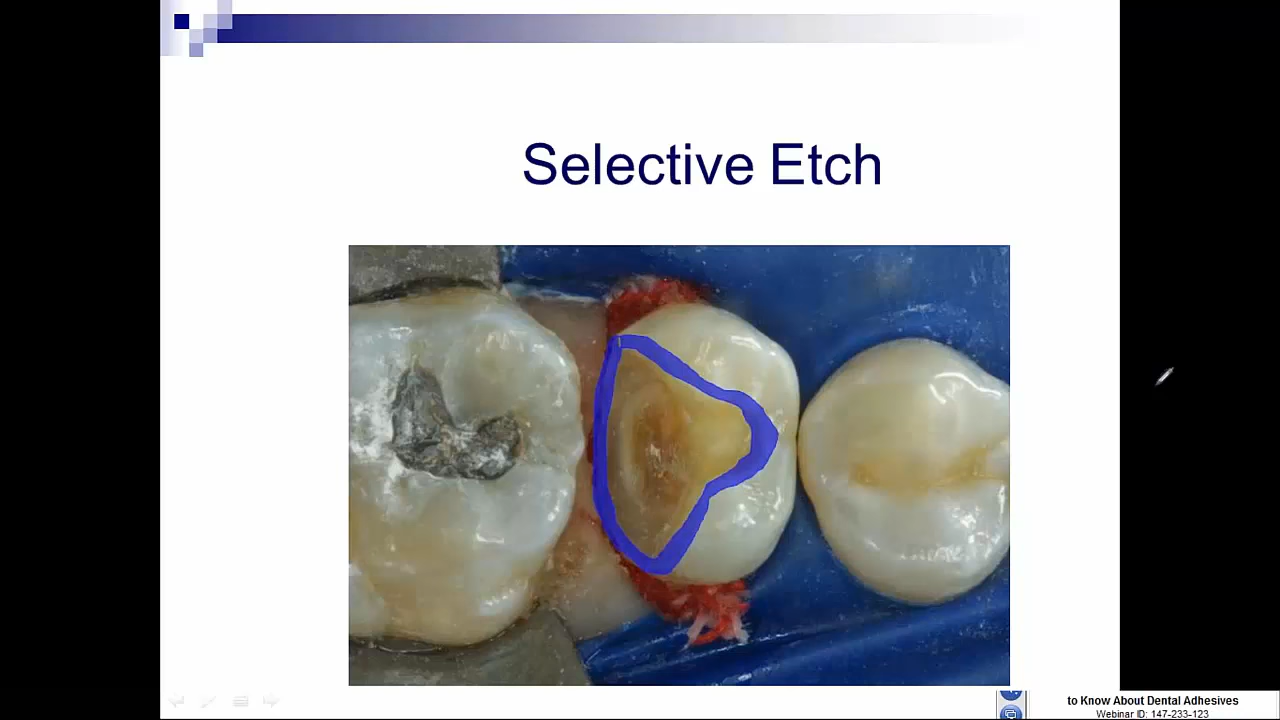 Selective Etch
to Know About Dental Adhesives
Webinar ID: 147-233-123